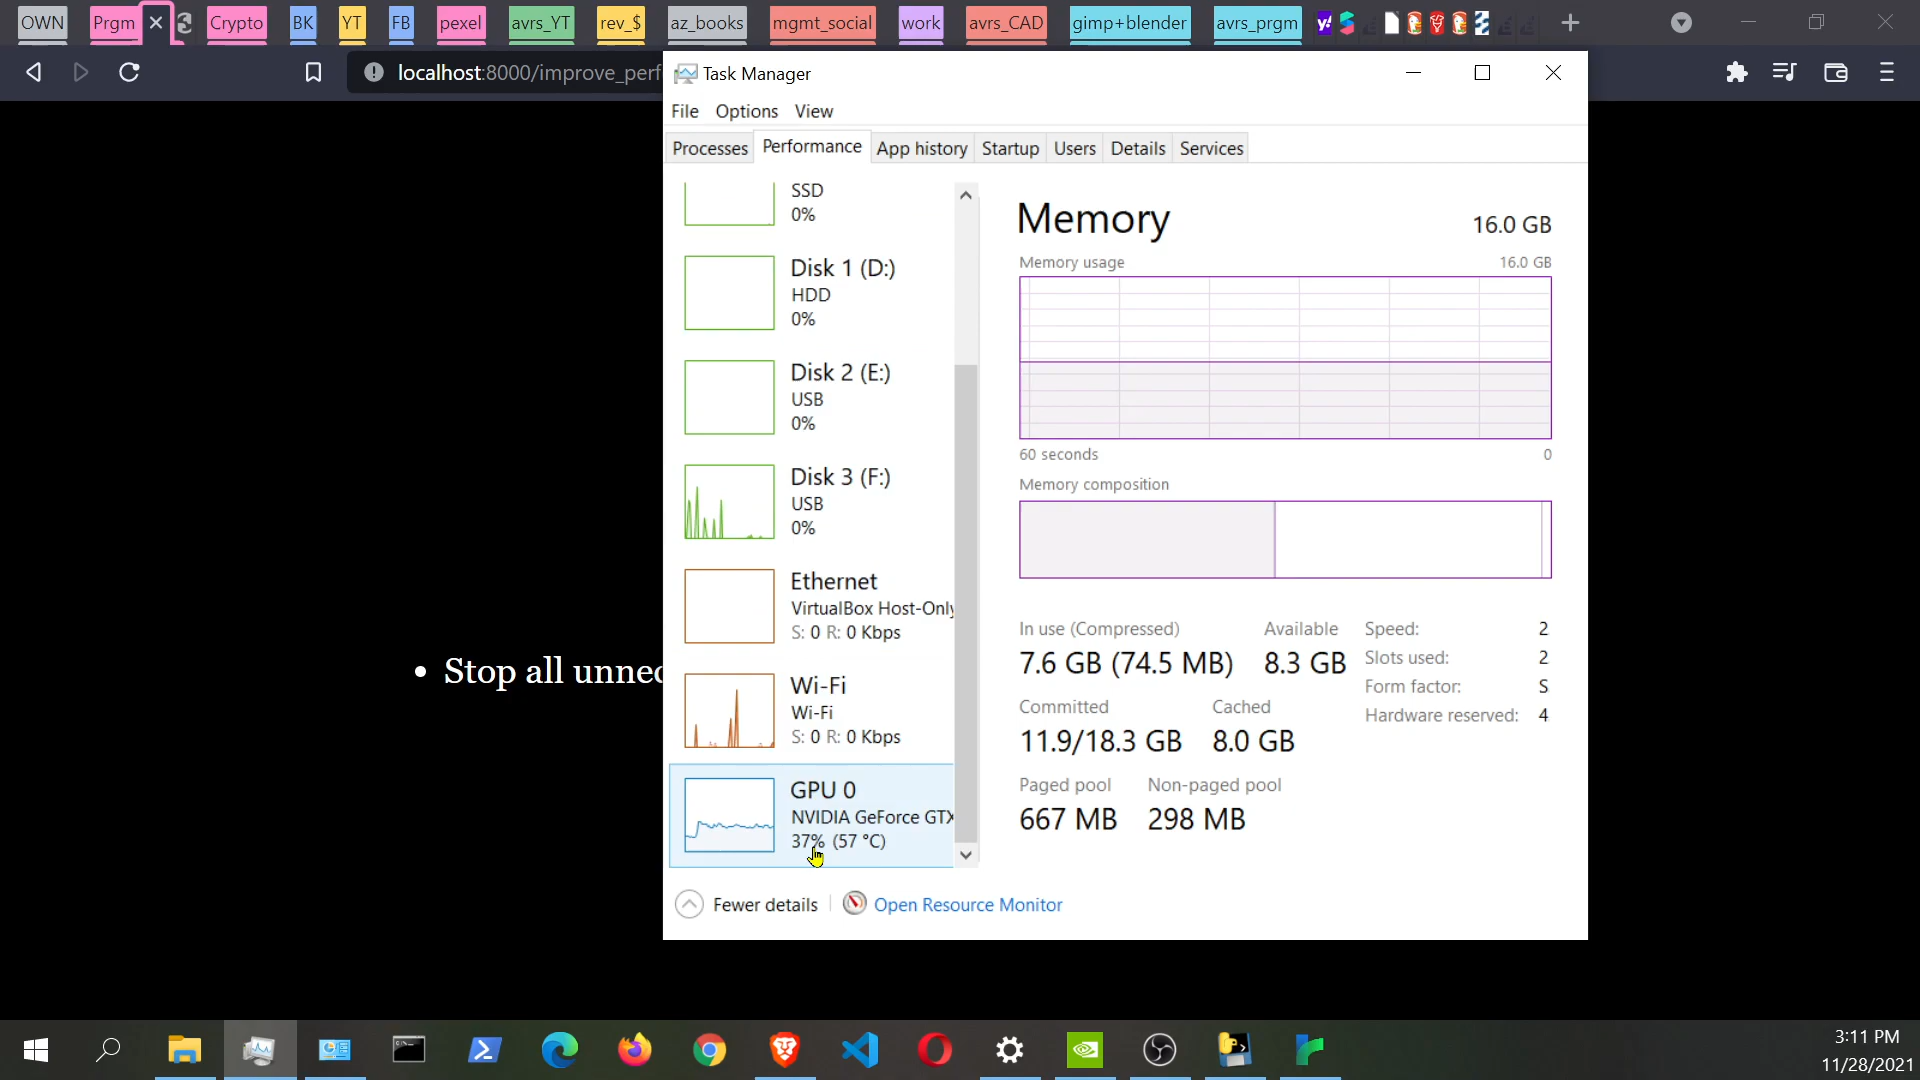 OWN Prgm Crypto BK YT FB pexel avrs_YT rev_$ az_books mgmt_social work avrs_CAD gimp+blender avrs_prgm
localhost:8000/improve_perf
Task Manager
File Options View
Processes Performance App history Startup Users Details Services
SSD
0%
Disk 1 (D:)
HDD
0%
Disk 2 (E:)
USB
0%
Disk 3 (F:)
USB
0%
Ethernet
VirtualBox Host-Only
S: 0 R: 0 Kbps
Wi-Fi
Wi-Fi
S: 0 R: 0 Kbps
GPU 0
NVIDIA GeForce GTX
37% (57 °C)
Memory 16.0 GB
Memory usage 16.0 GB
60 seconds 0
Memory composition
In use (Compressed) Available
7.6 GB (74.5 MB) 8.3 GB
Committed Cached
11.9/18.3 GB 8.0 GB
Paged pool Non-paged pool
667 MB 298 MB
Speed: 2
Slots used: 2
Form factor: S
Hardware reserved: 4
Fewer details Open Resource Monitor
• Stop all unnec
3:11 PM
11/28/2021